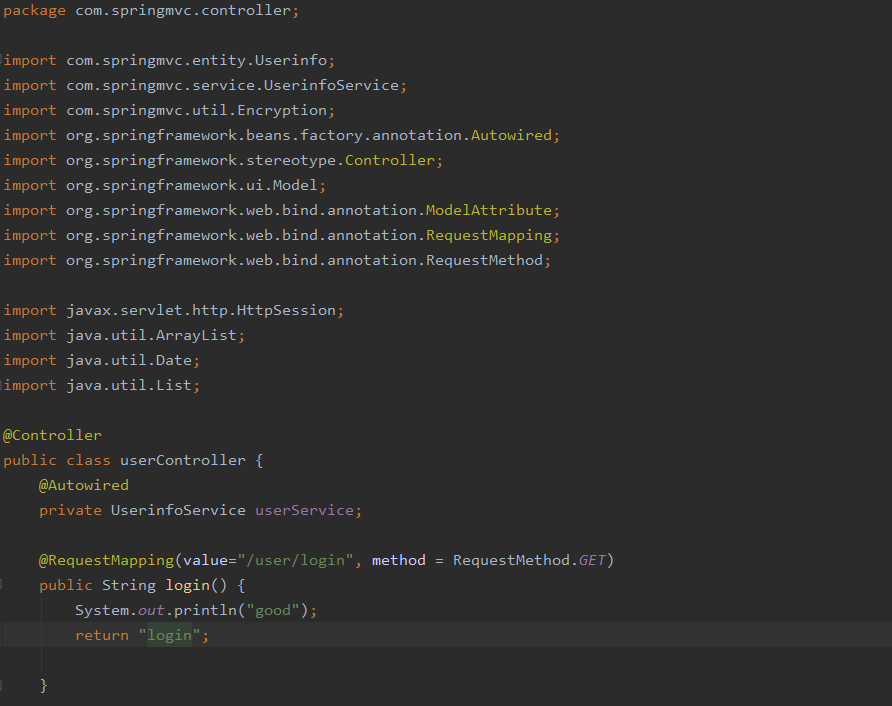 package com.springmvc.controller;
import com.springmvc.entity.Userinfo;
import com.springmvc.service.UserinfoService;
import com.springmvc.util.Encryption;
import org.springframework.beans.factory.annotation.Autowired;
import org.springframework.stereotype.Controller;
import org.springframework.ui.Model;
import org.springframework.web.bind.annotation.ModelAttribute;
import org.springframework.web.bind.annotation.RequestMapping;
import org.springframework.web.bind.annotation.RequestMethod;
import javax.servlet.http.HttpSession;
import java.util.ArrayList;
import java.util.Date;
import java.util.List;
@Controller
public class userController {
@Autowired
private UserinfoService userService;
@RequestMapping(value="/user/login", method = RequestMethod.GET)
public String login() {
System.out.println("good");
return "login";
}